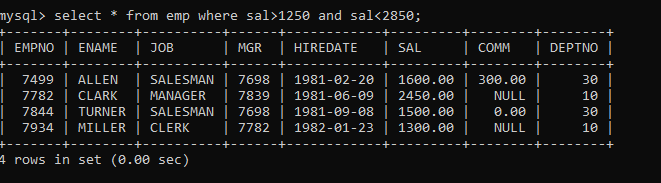 mysql> select * from emp where sal>1250 and sal<2850;
+-------+--------+----------+------+------------+---------+--------+--------+
| EMPNO | ENAME | JOB | MGR | HIREDATE | SAL | COMM | DEPTNO |
+-------+--------+----------+------+------------+---------+--------+--------+
| 7499 | ALLEN | SALESMAN | 7698 | 1981-02-20 | 1600.00 | 300.00 | 30 |
| 7782 | CLARK | MANAGER | 7839 | 1981-06-09 | 2450.00 | NULL | 10 |
| 7844 | TURNER | SALESMAN | 7698 | 1981-09-08 | 1500.00 | 0.00 | 30 |
| 7934 | MILLER | CLERK | 7782 | 1982-01-23 | 1300.00 | NULL | 10 |
+-------+--------+----------+------+------------+---------+--------+--------+
4 rows in set (0.00 sec)